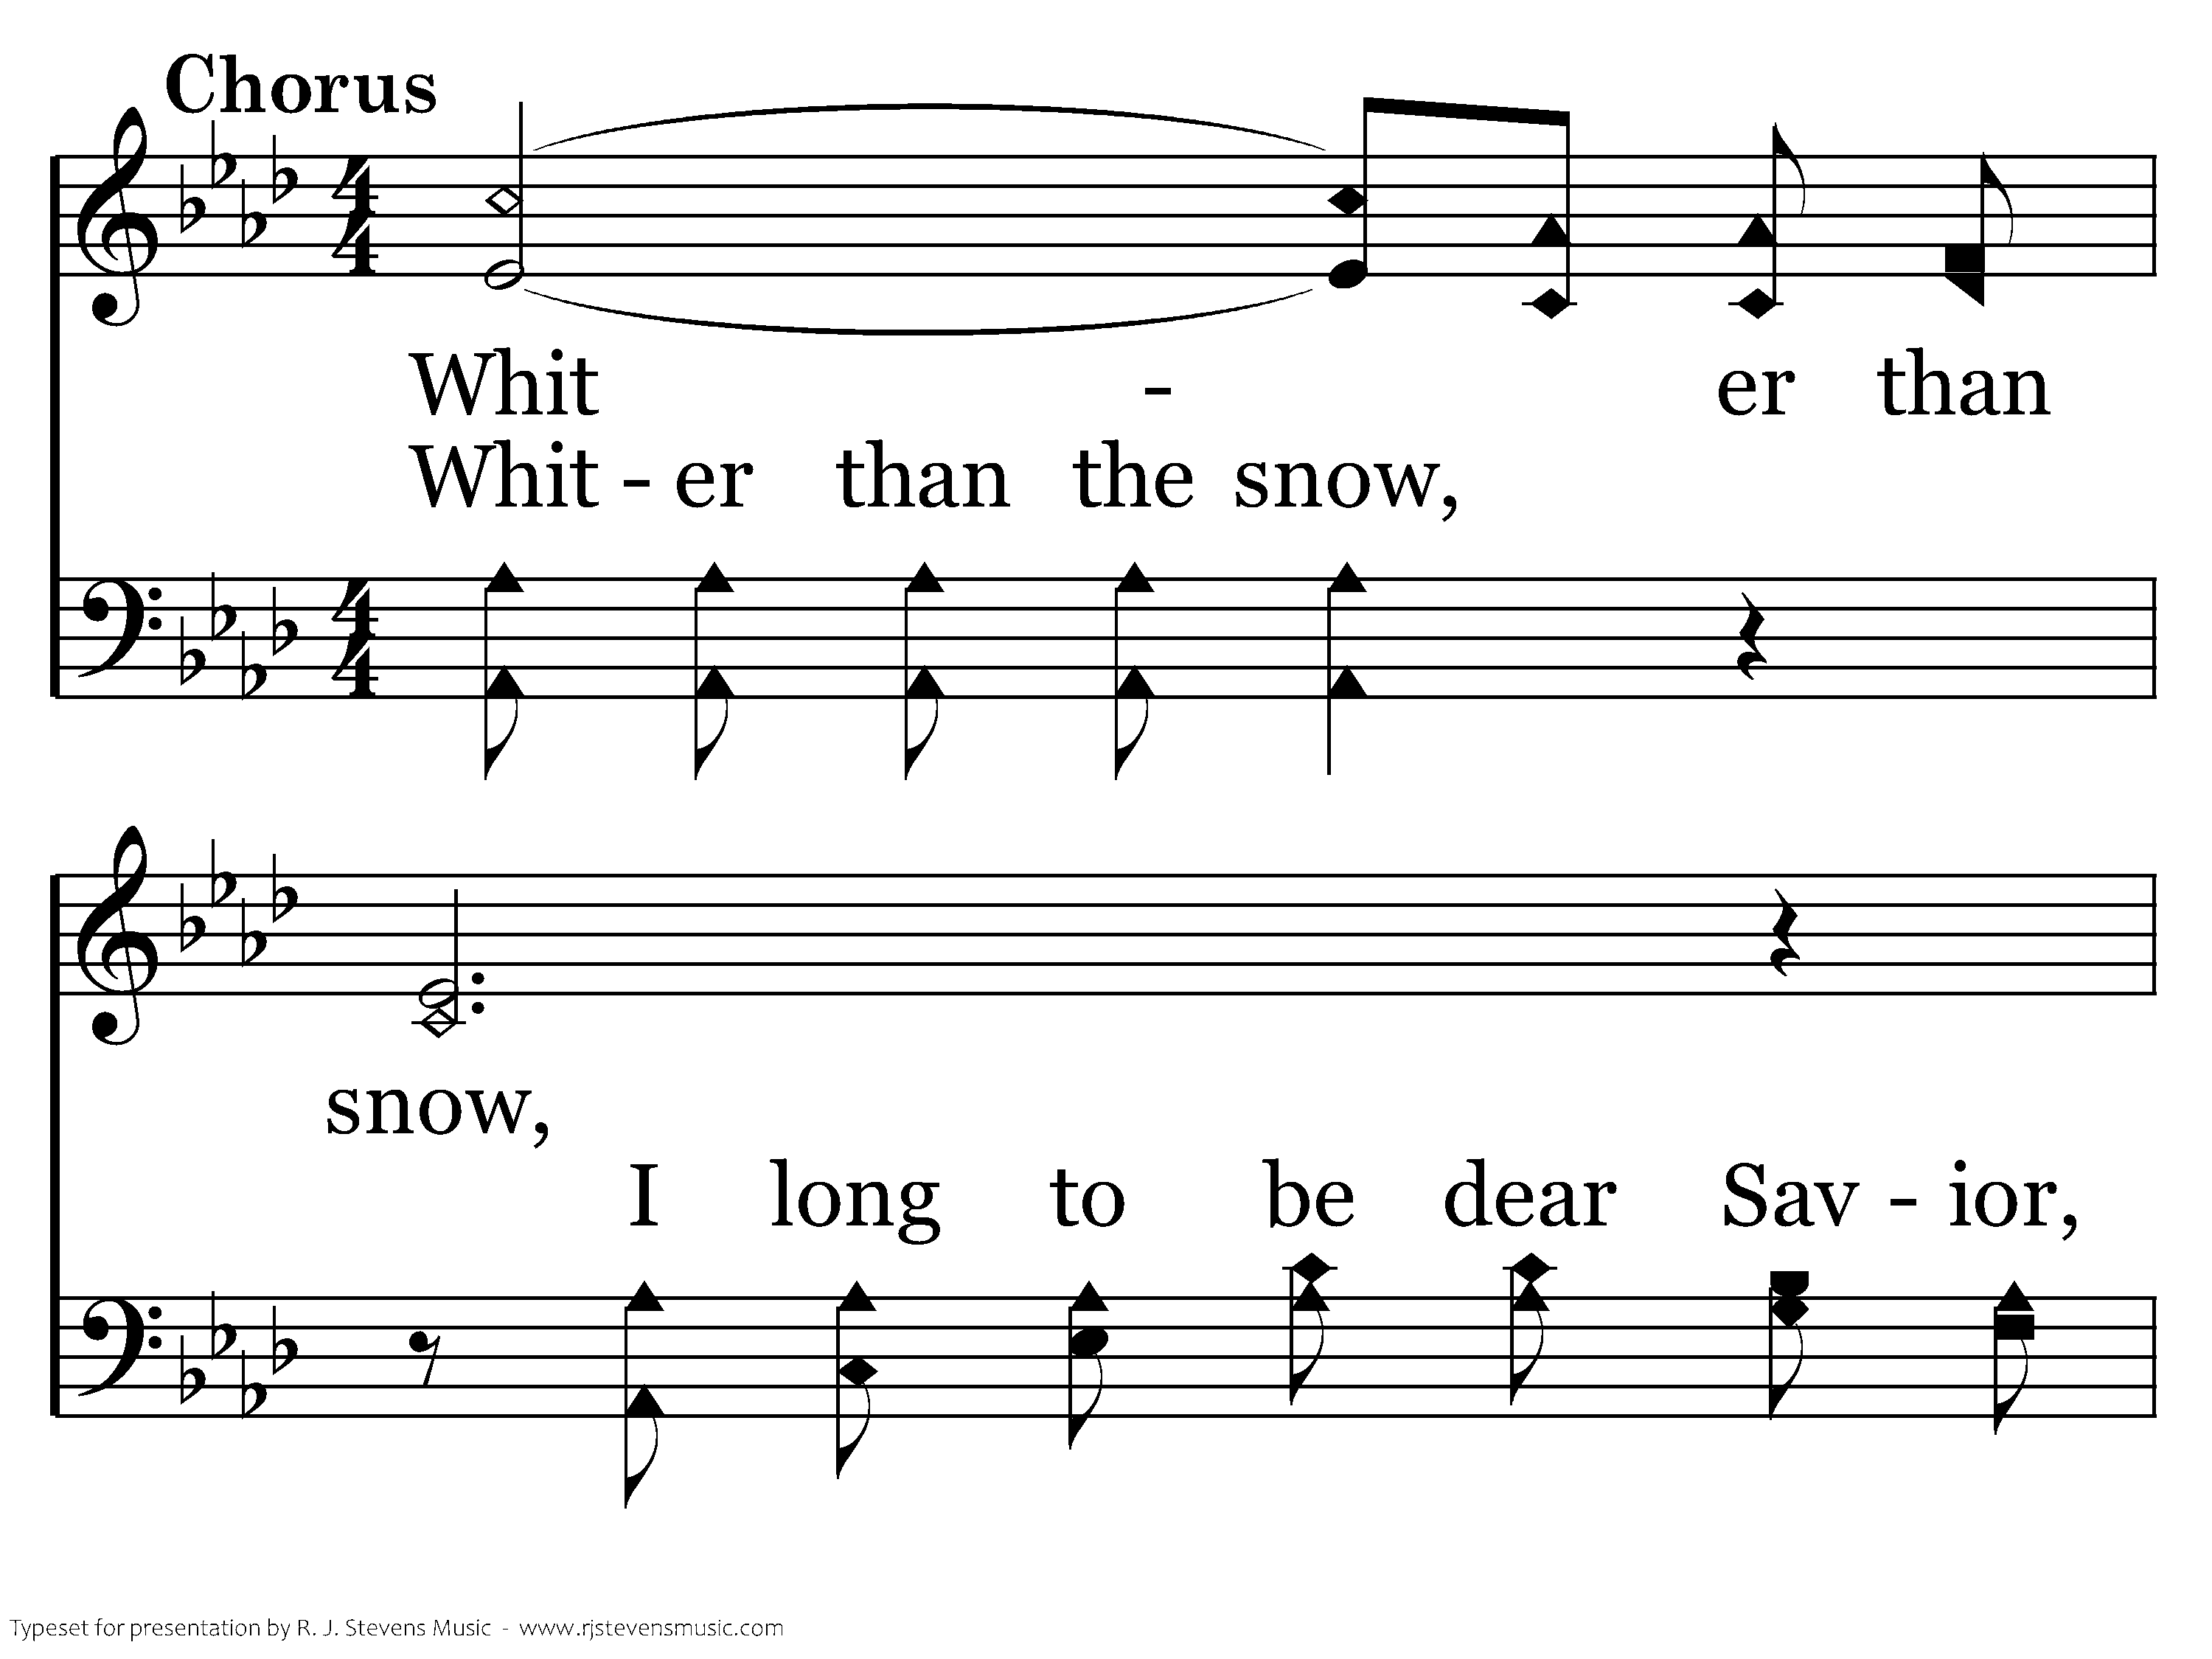 Chorus
Whit - er than
Whit - er than the snow,
snow,
I long to be dear Sav - ior,
Typeset for presentation by R. J. Stevens Music - www.rjstevensmusic.com